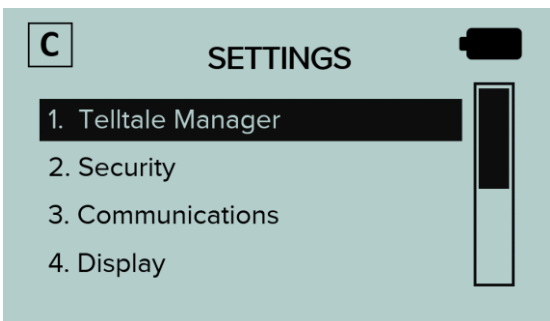 C
SETTINGS
1. Telltale Manager
2. Security
3. Communications
4. Display